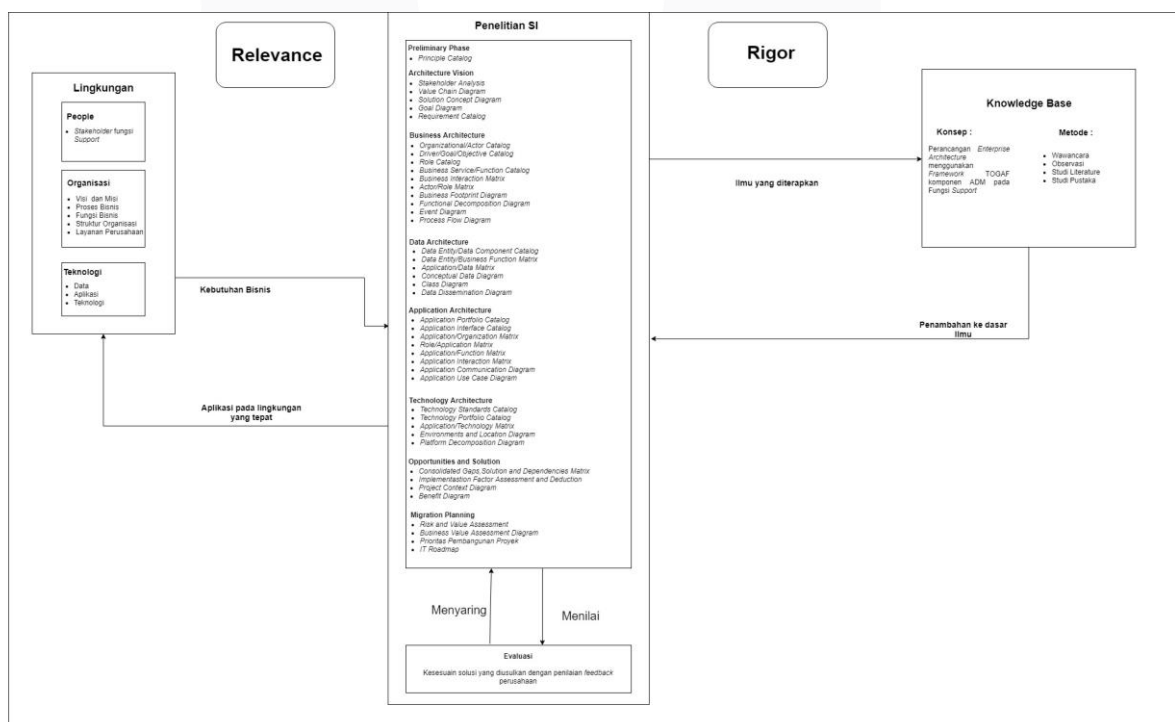 Penelitian SI
Relevance
Rigor
Lingkungan
People
• Stakeholder fungsi
Support
Organisasi
• Visi dan Misi
• Proses Bisnis
• Fungsi Bisnis
• Struktur Organisasi
• Layanan Perusahaan
Teknologi
• Data
• Aplikasi
• Teknologi
Kebutuhan Bisnis
Aplikasi pada lingkungan
yang tepat
Preliminary Phase
• Principle Catalog
Architecture Vision
• Stakeholder Analysis
• Value Chain Diagram
• Solution Concept Diagram
• Goal Diagram
• Requirement Catalog
Business Architecture
• Organizational/Actor Catalog
• Driver/Goal/Objective Catalog
• Role Catalog
• Business Service/Function Catalog
• Business Interaction Matrix
• Actor/Role Matrix
• Business Footprint Diagram
• Functional Decomposition Diagram
• Event Diagram
• Process Flow Diagram
Data Architecture
• Data Entity/Data Component Catalog
• Data Entity/Business Function Matrix
• Application/Data Matrix
• Conceptual Data Diagram
• Class Diagram
• Data Dissemination Diagram
Application Architecture
• Application Portfolio Catalog
• Application Interface Catalog
• Application/Organization Matrix
• Role/Application Matrix
• Application/Function Matrix
• Application Interaction Matrix
• Application Communication Diagram
• Application Use Case Diagram
Technology Architecture
• Technology Standards Catalog
• Technology Portfolio Catalog
• Application/Technology Matrix
• Environments and Location Diagram
• Platform Decomposition Diagram
Opportunities and Solution
• Consolidated Gaps,Solution and Dependencies Matrix
• Implementastion Factor Assessment and Deduction
• Project Context Diagram
• Benefit Diagram
Migration Planning
• Risk and Value Assessment
• Business Value Assessment Diagram
• Prioritas Pembangunan Proyek
• IT Roadmap
Menyaring
Menilai
Evaluasi
Kesesuain solusi yang diusulkan dengan penilaian feedback
perusahaan
Ilmu yang diterapkan
Penambahan ke dasar
Ilmu
Knowledge Base
Konsep :
Perancangan Enterprise
Architecture
menggunakan
Framework TOGAF
komponen ADM pada
Fungsi Support
Metode :
• Wawancara
• Observasi
• Studi Literature
• Studi Pustaka